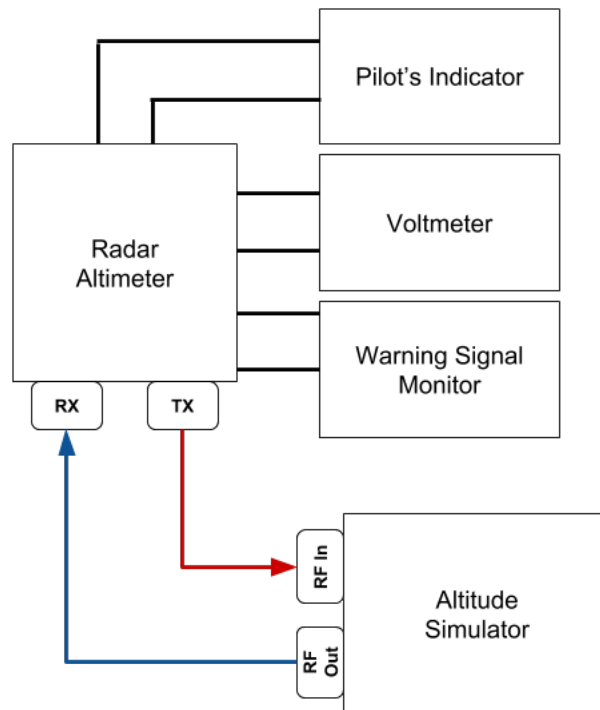 Pilot's Indicator
Radar
Altimeter
Voltmeter
Warning Signal
Monitor
RX
TX
RF In
Altitude
Simulator
RF
Out